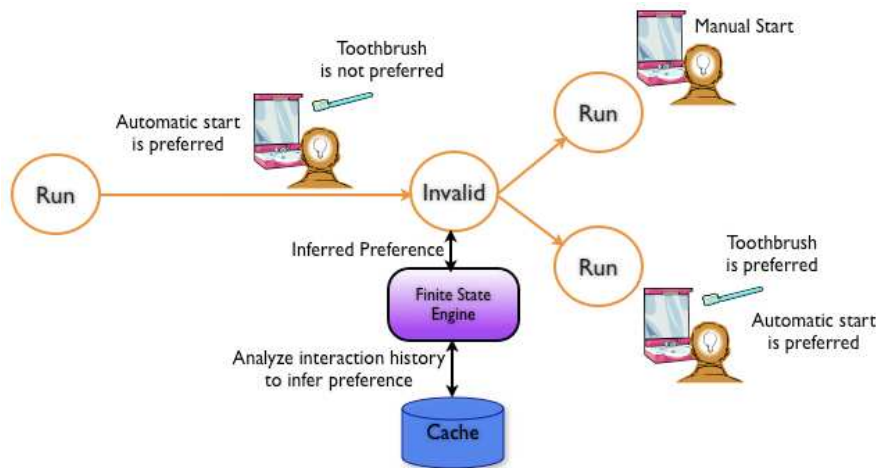 Manual Start
Toothbrush
is not preferred
Automatic start
is preferred
Run
Run
Invalid
Inferred Preference
Run
Toothbrush
is preferred
Finite State
Engine
Automatic start
is preferred
Analyze interaction history
to infer preference
Cache